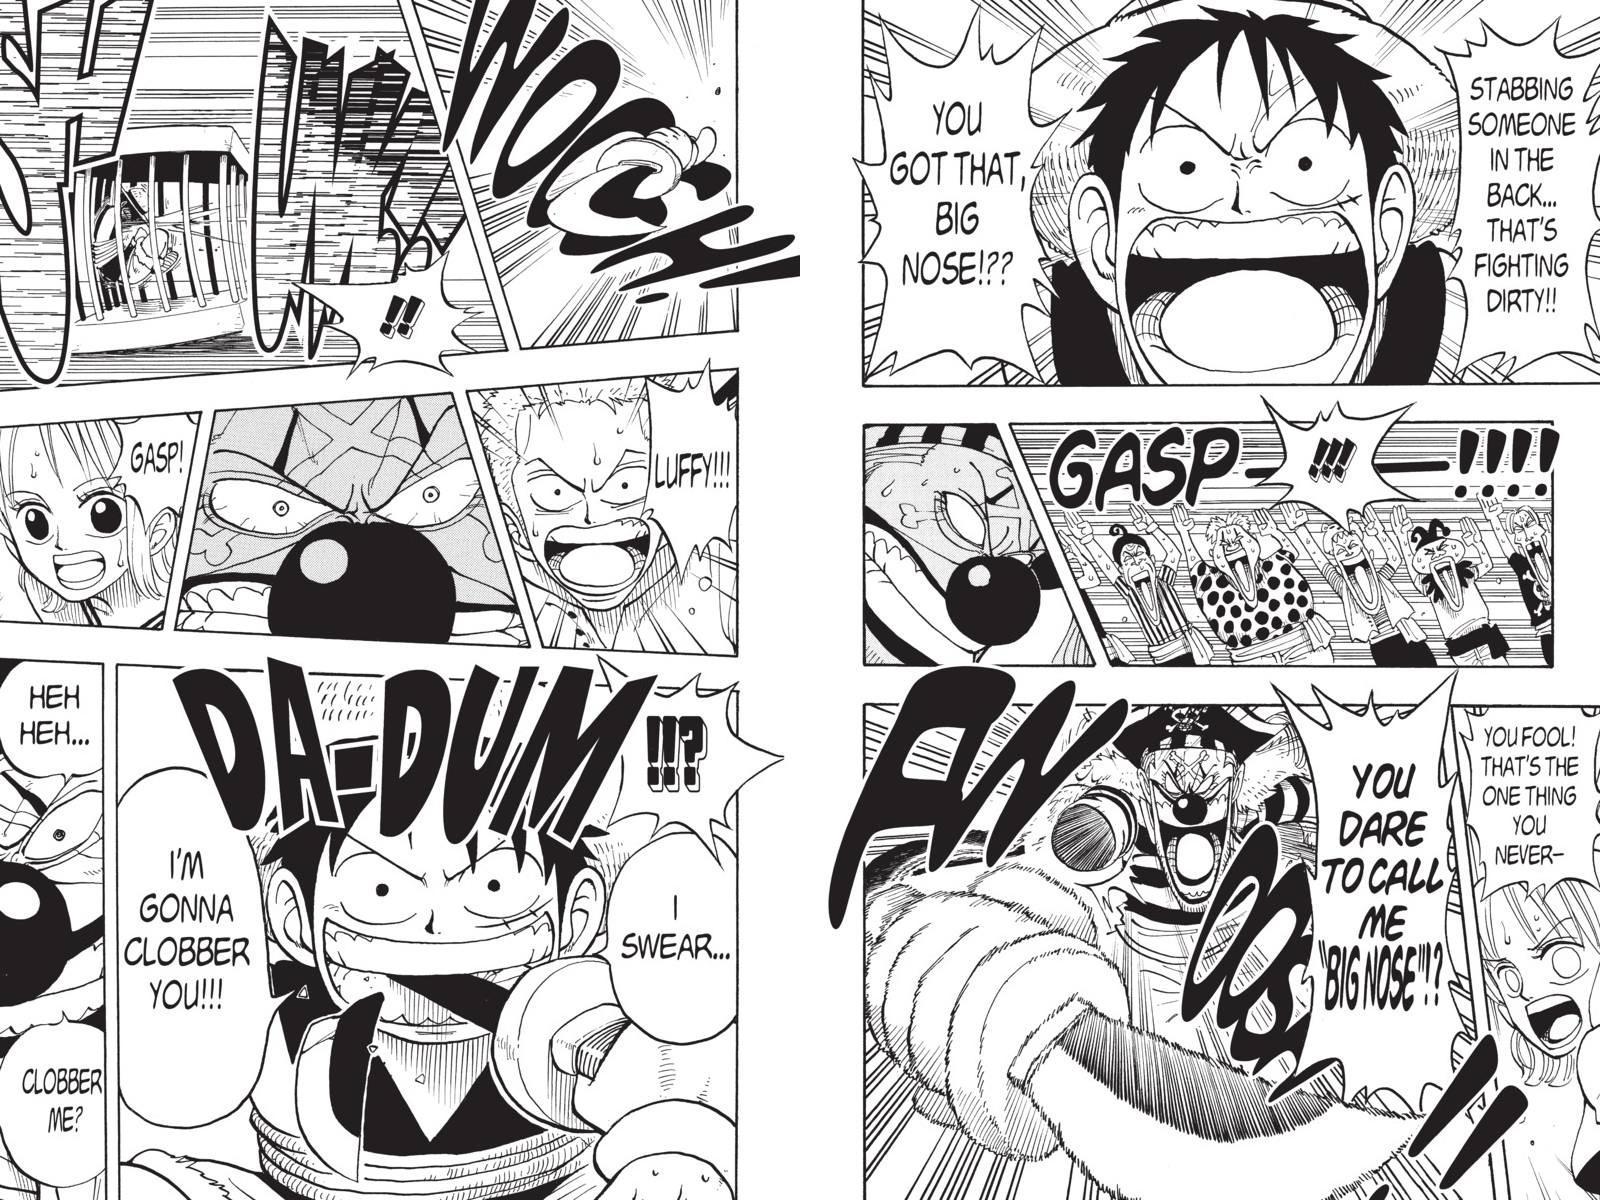 STABBING
SOMEONE
IN THE
BACK...
THAT'S
FIGHTING
DIRTY!!
YOU
GOT THAT,
BIG
NOSE!??
GASP—
!!!
!!!!
YOU FOOL!
THAT'S THE
ONE THING
YOU
NEVER–
YOU
DARE
TO CALL
ME
"BIG NOSE"!?
!!
!!
LUFFY!!!!
GASP!
DA-DUM
!!!?
I
SWEAR...
I'M
GONNA
CLOBBER
YOU!!!
HEH
HEH...
CLOBBER
ME?